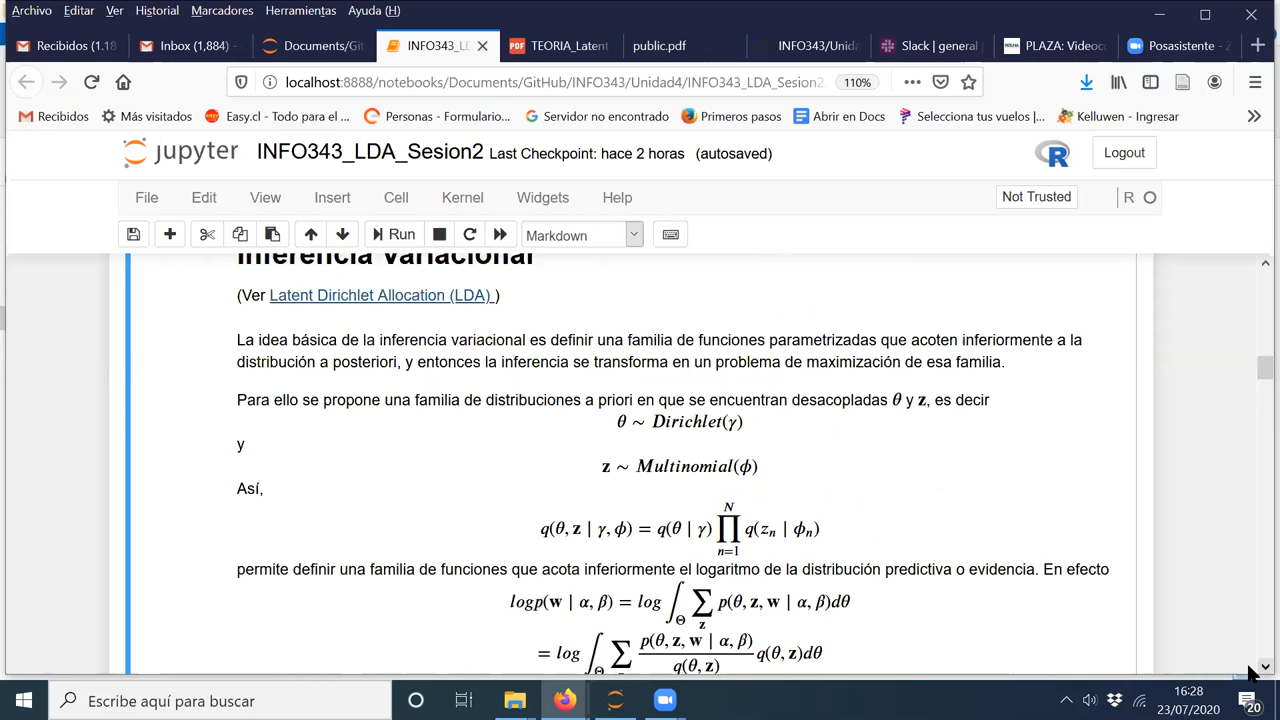 Archivo Editar Ver Historial Marcadores Herramientas Ayuda (H)
Recibidos (1.18 Inbox (1,884) - Documents/Git INFO343_L PDF TEORIA_Latent public.pdf INFO343/Unida Slack | general PLAZA: Videoco Posasistente - Z
localhost:8888/notebooks/Documents/GitHub/INFO343/Unidad4/INFO343_LDA_Sesion2. 110%
Recibidos Más visitados Easy.cl - Todo para el ... Personas - Formulario... Servidor no encontrado Primeros pasos Abrir en Docs Selecciona tus vuelos |... Kelluwen - Ingresar
jupyter INFO343_LDA_Sesion2 Last Checkpoint: hace 2 horas (autosaved) R Logout
File Edit View Insert Cell Kernel Widgets Help Not Trusted R
Run Markdown
Inferencia variacional
(Ver Latent Dirichlet Allocation (LDA) )
La idea básica de la inferencia variacional es definir una familia de funciones parametrizadas que acoten inferiormente a la
distribución a posteriori, y entonces la inferencia se transforma en un problema de maximización de esa familia.
Para ello se propone una familia de distribuciones a priori en que se encuentran desacopladas θ y z, es decir
θ ∼ Dirichlet(γ)
y
z ∼ Multinomial(ϕ)
Así,
q(θ, z | γ, ϕ) = q(θ | γ) ∏_{n=1}^{N} q(z_n | ϕ_n)
permite definir una familia de funciones que acota inferiormente el logaritmo de la distribución predictiva o evidencia. En efecto
logp(w | α, β) = log ∫_Θ ∑_z p(θ, z, w | α, β)dθ
= log ∫_Θ ∑ p(θ, z, w | α, β) / q(θ, z) q(θ, z)dθ
Escribe aquí para buscar
16:28
23/07/2020
20